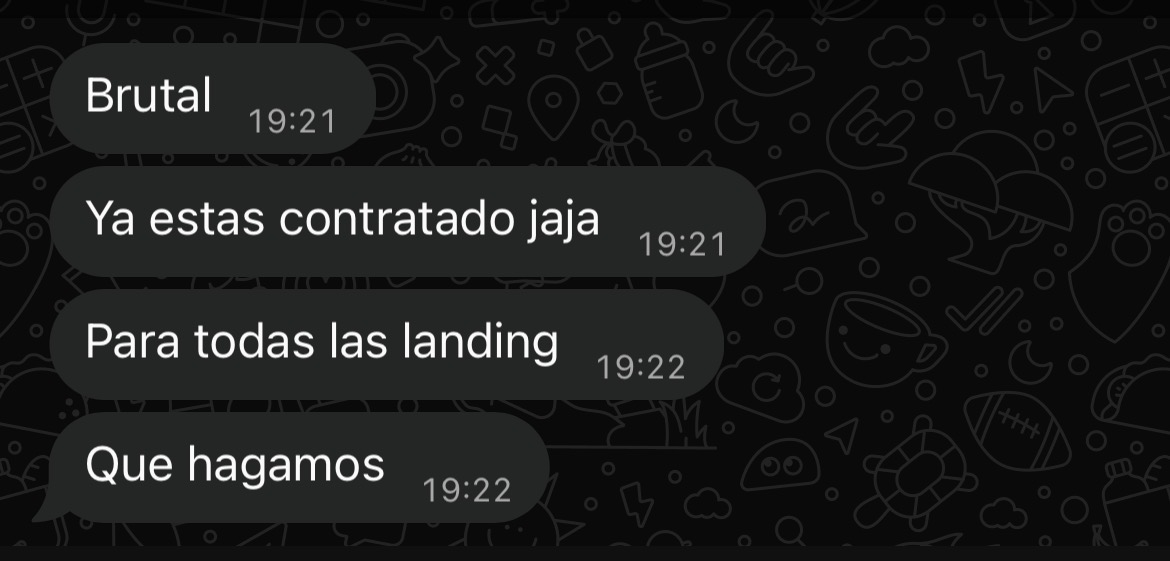 Brutal 19:21
Ya estas contratado jaja 19:21
Para todas las landing 19:22
Que hagamos 19:22